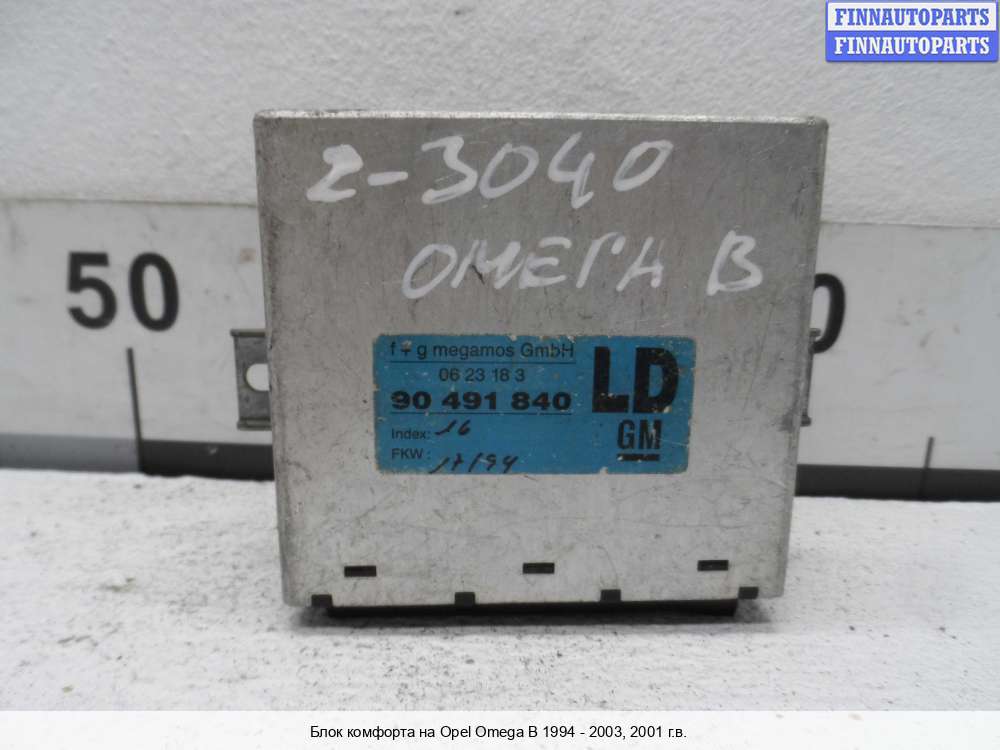 FINNAUTOPARTS
FINNAUTOPARTS
2-3040
ОМЕГА В
50
0
f + g megamos GmbH
06 23 18 3
90 491 840
LD
Index: 16
FKW: 17/94
GM
Блок комфорта на Opel Omega B 1994 - 2003, 2001 г.в.